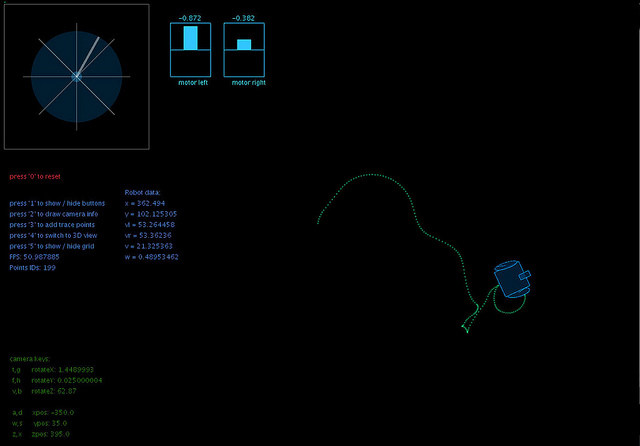 -0.872 -0.382
motor left motor right
press '0' to reset
Robot data:
press '1' to show / hide buttons x = 362.494
press '2' to draw camera info y = 102.125305
press '3' to add trace points vl = 53.264458
press '4' to switch to 3D view vr = 53.36236
press '5' to show / hide grid v = 21.325363
FPS: 50.987885 w = 0.48953462
Points IDs: 199
camera keys:
t,g rotateX: 1.4489993
f,h rotateY: 0.025000004
v,b rotateZ: 62.87
a,d xpos: -350.0
w,s ypos: 35.0
z,x zpos: 395.0